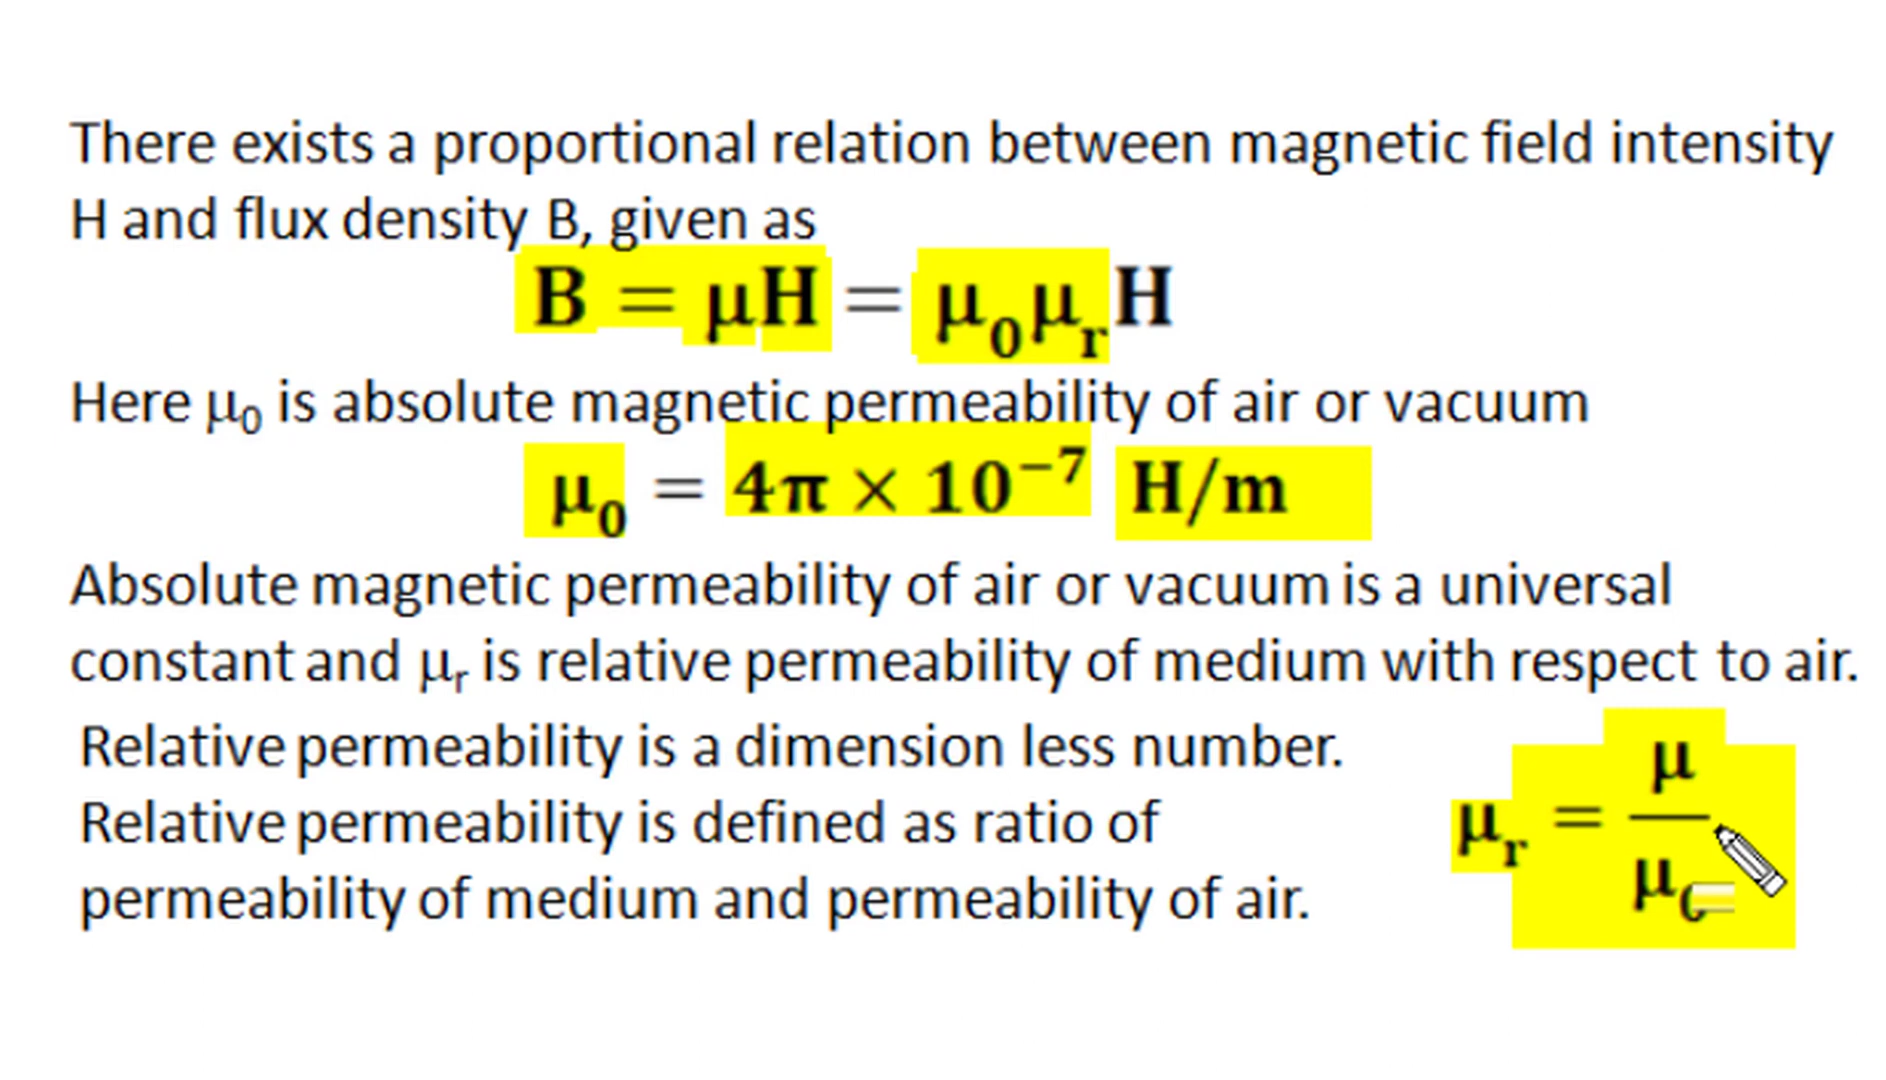 There exists a proportional relation between magnetic field intensity
H and flux density B, given as
B = μH = μ₀μᵣH
Here μ₀ is absolute magnetic permeability of air or vacuum
μ₀ = 4π × 10⁻⁷ H/m
Absolute magnetic permeability of air or vacuum is a universal
constant and μᵣ is relative permeability of medium with respect to air.
Relative permeability is a dimension less number.
Relative permeability is defined as ratio of
permeability of medium and permeability of air.
μᵣ = μ / μ₀